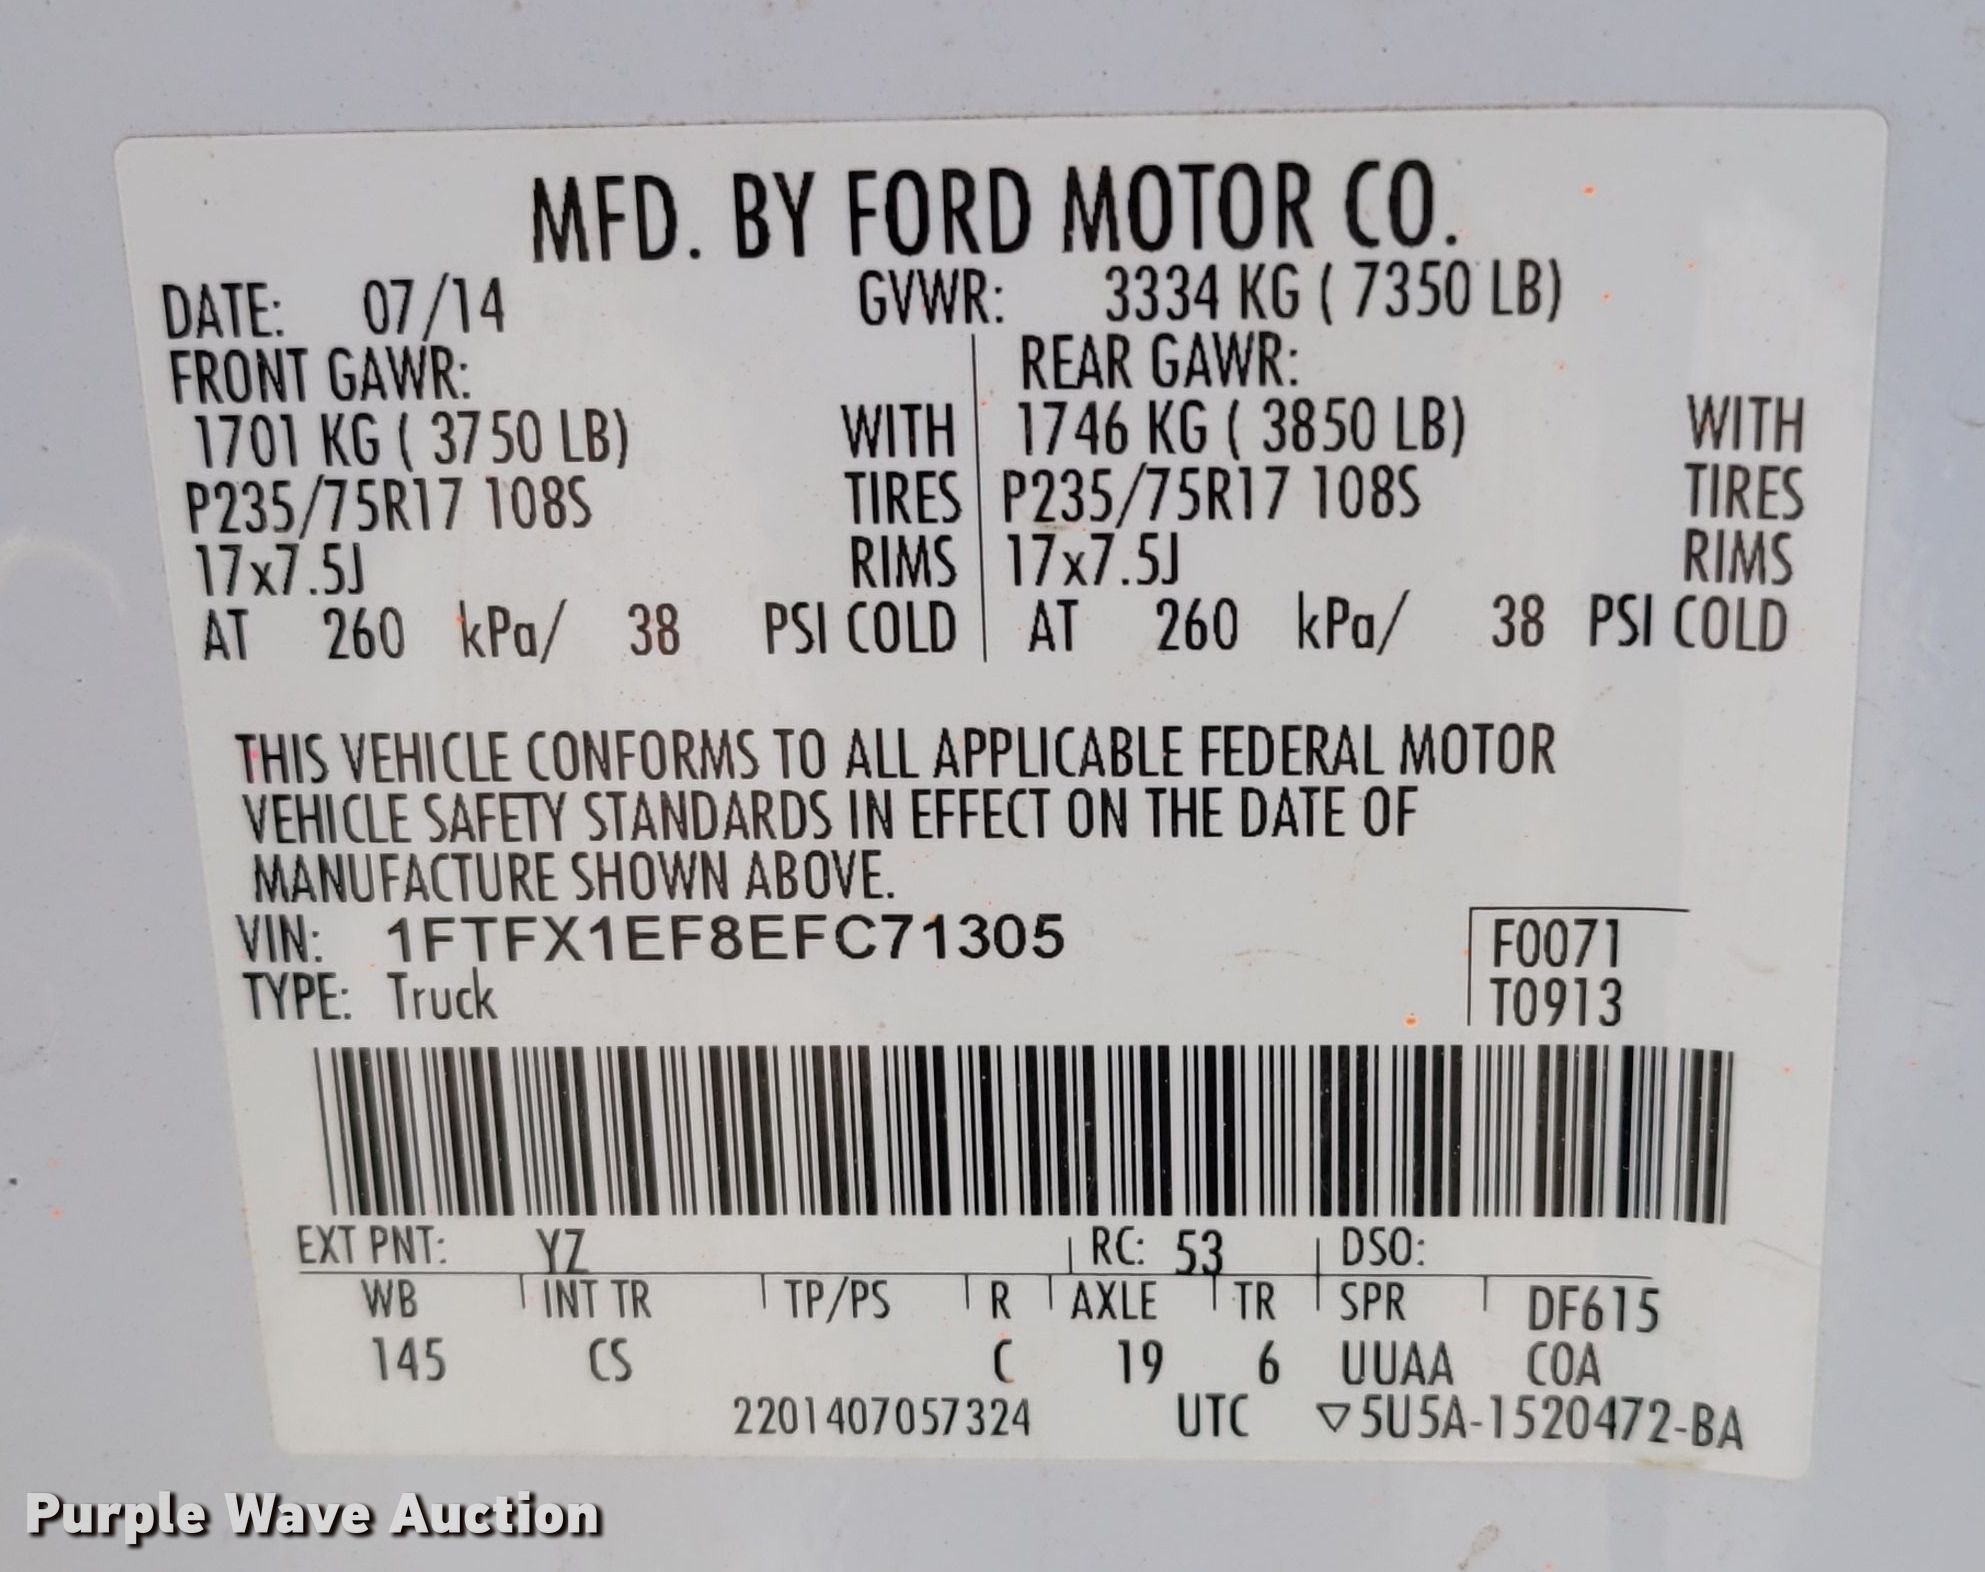 MFD. BY FORD MOTOR CO.
DATE: 07/14 GVWR: 3334 KG ( 7350 LB)
FRONT GAWR: REAR GAWR:
1701 KG ( 3750 LB) WITH 1746 KG ( 3850 LB) WITH
P235/75R17 108S TIRES P235/75R17 108S TIRES
17x7.5J RIMS 17x7.5J RIMS
AT 260 kPa/ 38 PSI COLD AT 260 kPa/ 38 PSI COLD
THIS VEHICLE CONFORMS TO ALL APPLICABLE FEDERAL MOTOR
VEHICLE SAFETY STANDARDS IN EFFECT ON THE DATE OF
MANUFACTURE SHOWN ABOVE.
VIN: 1FTFX1EF8EFC71305 F0071
TYPE: Truck T0913
EXT PNT: YZ RC: 53 DSO:
WB INT TR TP/PS R AXLE TR SPR DF615
145 CS C 19 6 UUAA COA
2201407057324 UTC ▽5U5A-1520472-BA
Purple Wave Auction